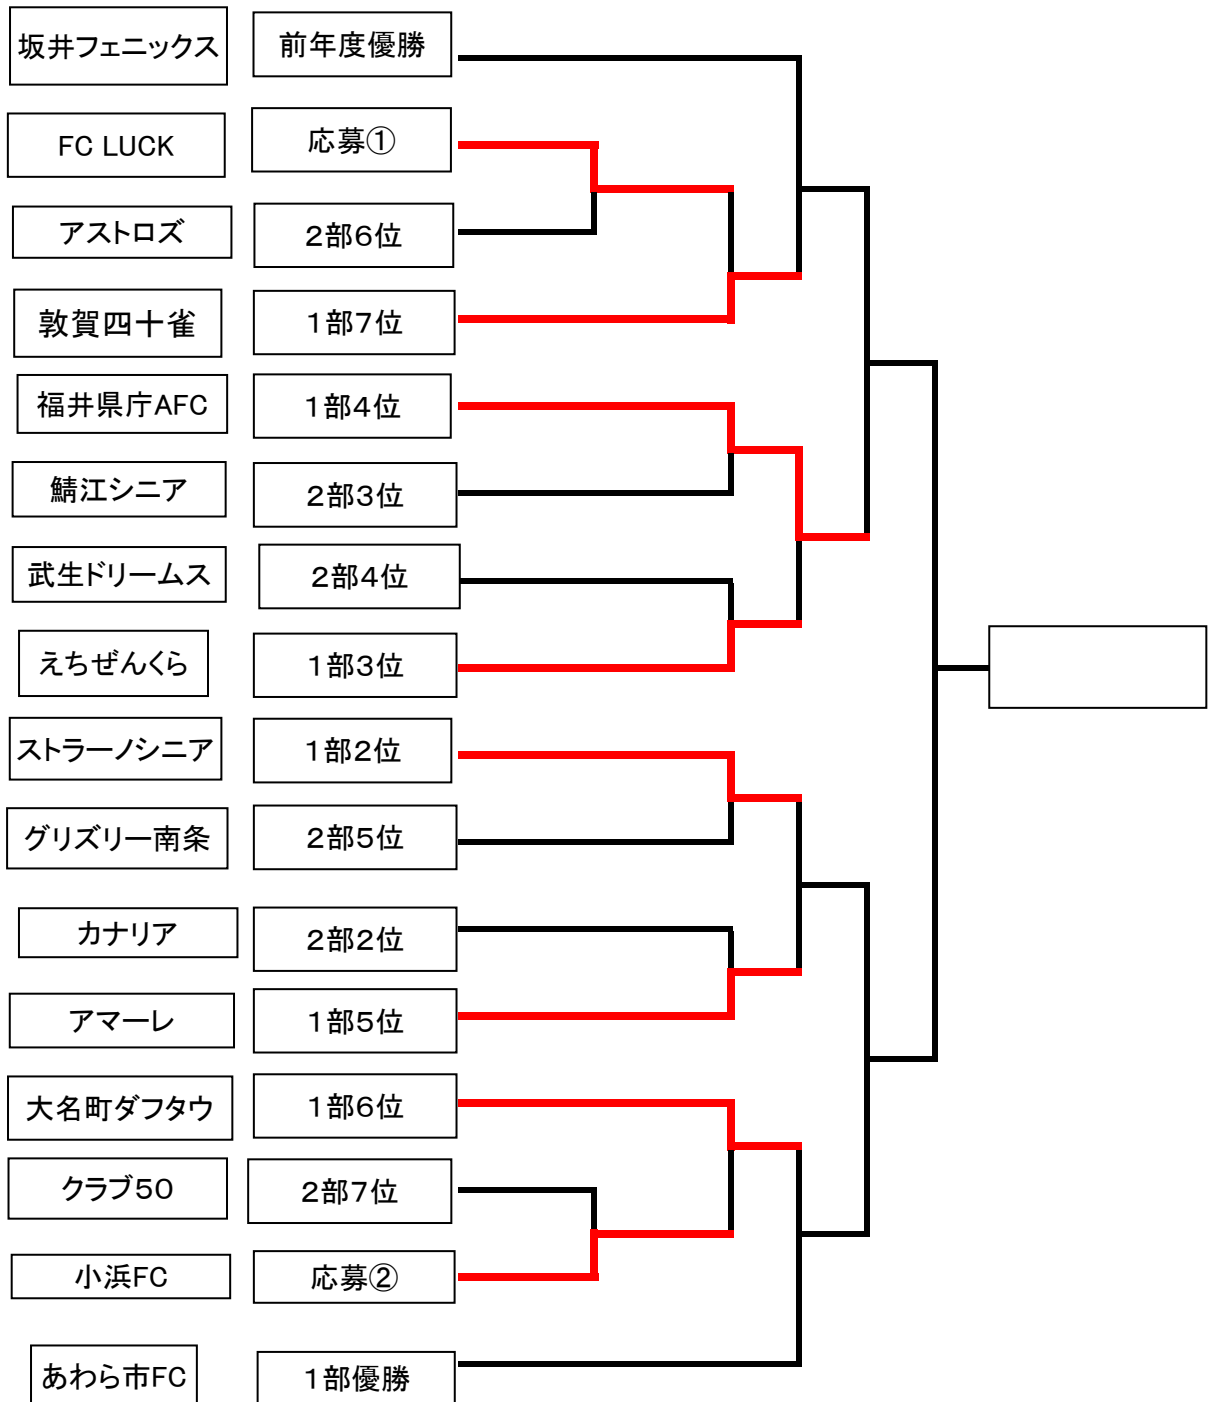 坂井フェニックス 前年度優勝
FC LUCK 応募①
アストロズ 2部6位
敦賀四十雀 1部7位
福井県庁AFC 1部4位
鯖江シニア 2部3位
武生ドリームス 2部4位
えちぜんくら 1部3位
ストラーノシニア 1部2位
グリズリー南条 2部5位
カナリア 2部2位
アマーレ 1部5位
大名町ダフタウ 1部6位
クラブ50 2部7位
小浜FC 応募②
あわら市FC 1部優勝